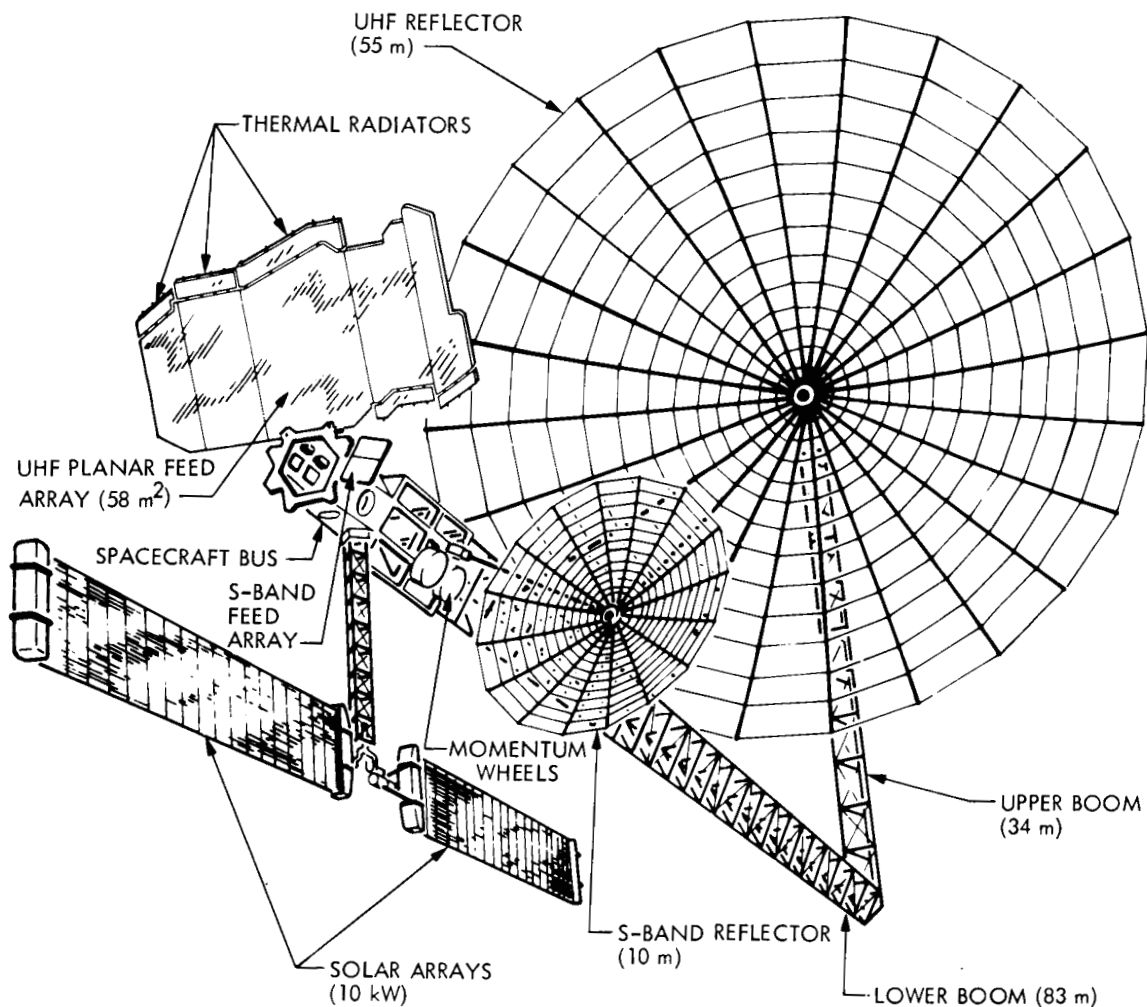 UHF REFLECTOR
(55 m)
THERMAL RADIATORS
UHF PLANAR FEED
ARRAY (58 m²)
SPACECRAFT BUS
S-BAND
FEED
ARRAY
MOMENTUM
WHEELS
UPPER BOOM
(34 m)
S-BAND REFLECTOR
(10 m)
SOLAR ARRAYS
(10 kW)
LOWER BOOM (83 m)